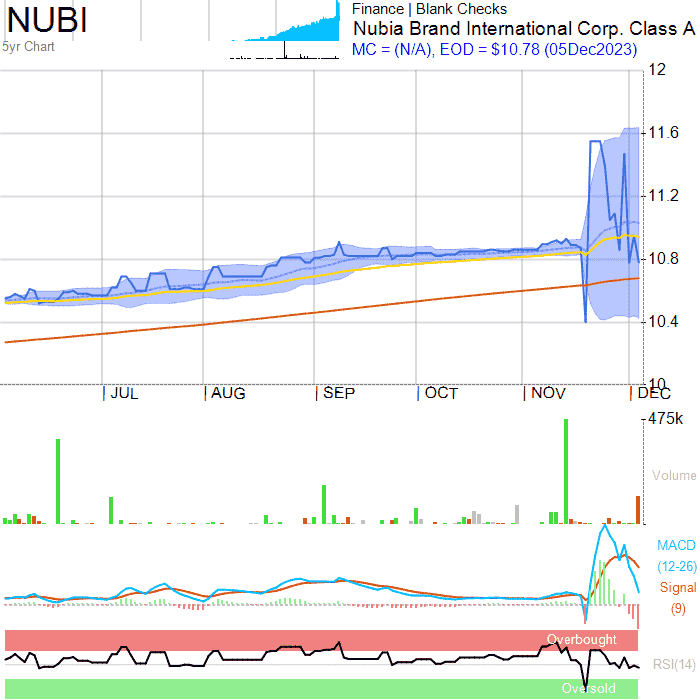 NUBI
5yr Chart
Finance | Blank Checks
Nubia Brand International Corp. Class A
MC = (N/A), EOD = $10.78 (05Dec2023)
12
11.6
11.2
10.8
10.4
10
JUL AUG SEP OCT NOV DEC
475k
Volume
MACD
(12-26)
Signal
(9)
Overbought
RSI(14)
Oversold